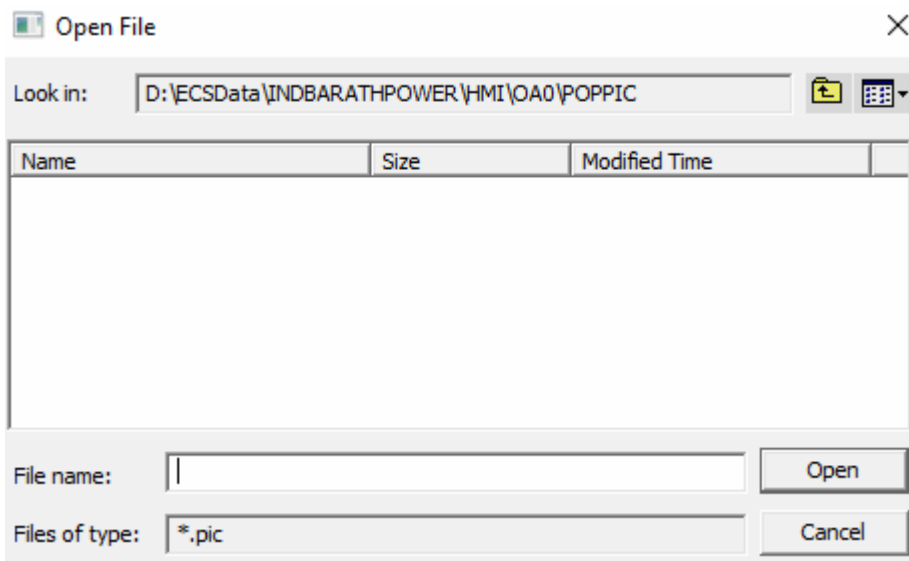 Open File
Look in: D:\ECSData\INDBARATHPOWER\HMI\OA0\POPPIC
Name Size Modified Time
File name: Open
Files of type: *.pic Cancel